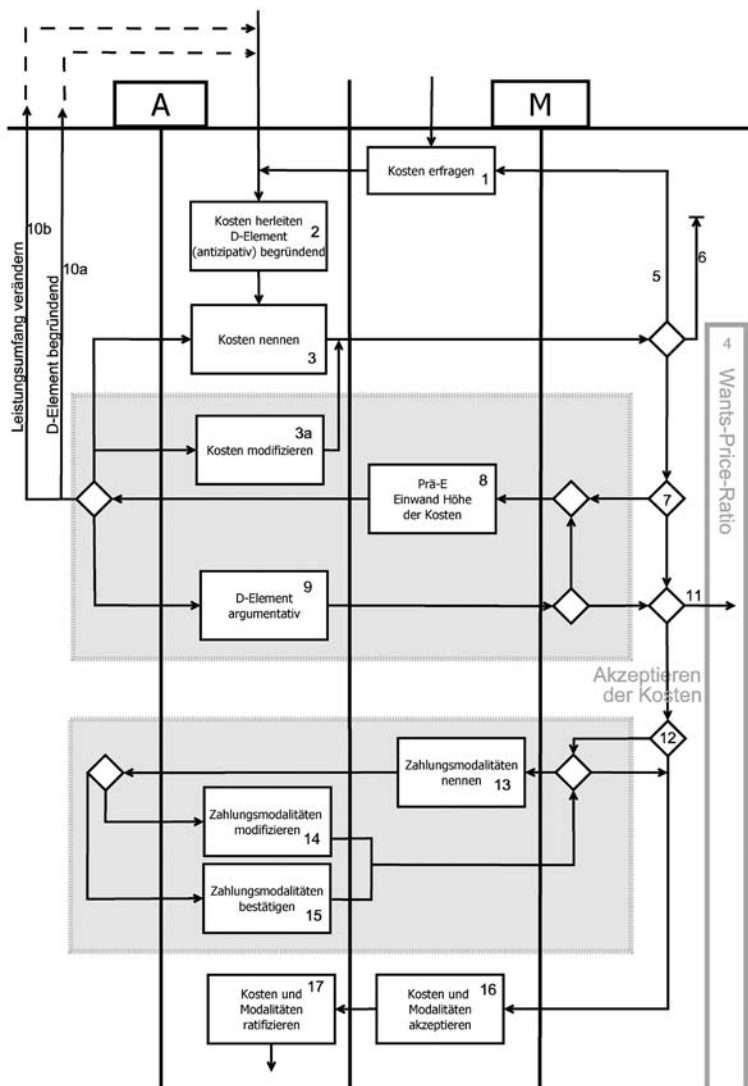 A
M
Kosten erfragen
1
10b
Kosten herleiten
D-Element
(antizipativ) begründend
2
10a
5
6
Leistungsumfang verändern
D-Element begründend
Kosten nennen
3
4
Wants-Price-Ratio
3a
Kosten modifizieren
Prä-E
Einwand Höhe
der Kosten
8
7
9
D-Element
argumentativ
11
Akzeptieren
der Kosten
12
Zahlungsmodalitäten
nennen
13
Zahlungsmodalitäten
modifizieren
14
Zahlungsmodalitäten
bestätigen
15
Kosten und
Modalitäten
ratifizieren
17
Kosten und
Modalitäten
akzeptieren
16